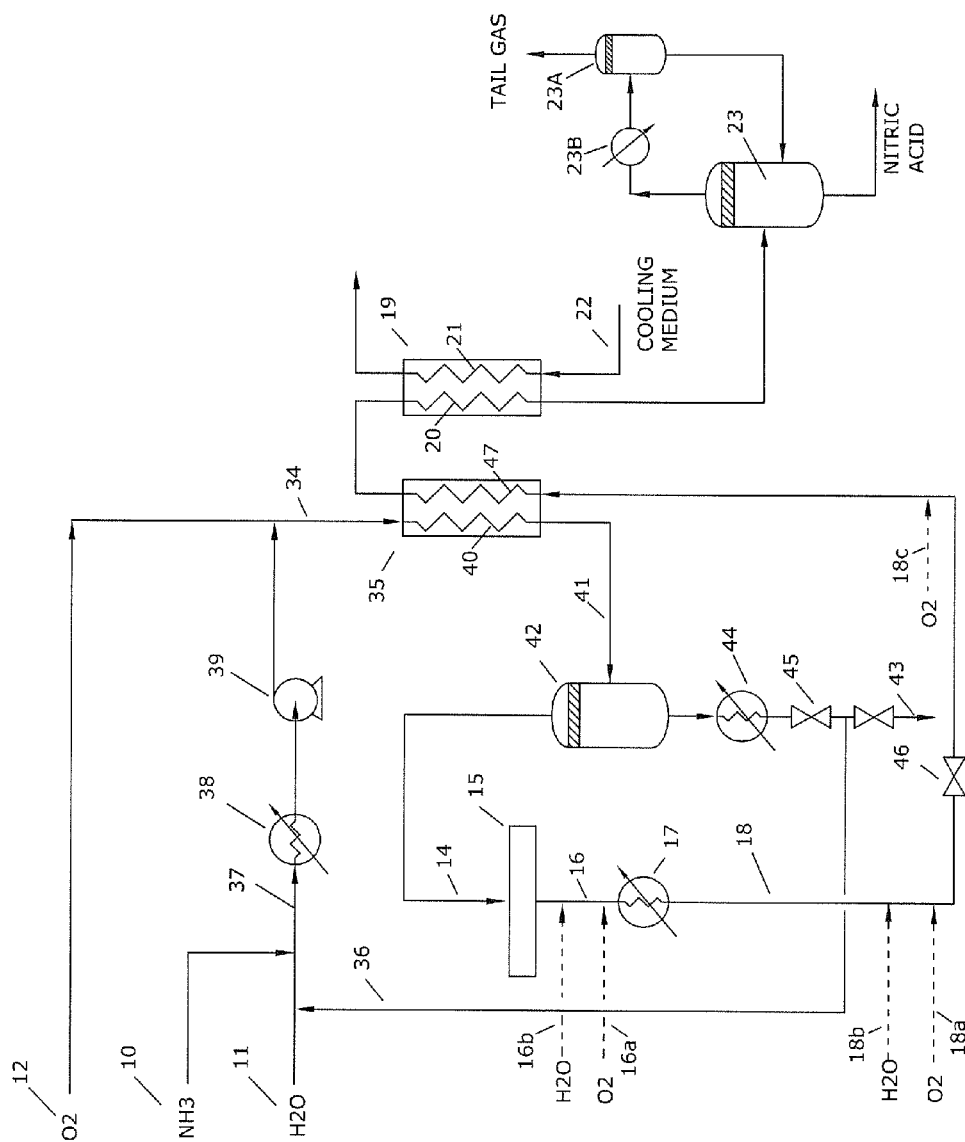 12
O2
10
NH3
11
H2O
37
38
39
34
35
40
47
19
20
21
22
COOLING
MEDIUM
TAIL GAS
23A
23B
23
NITRIC
ACID
41
42
44
45
43
46
15
14
16
17
18
36
H2O
16b
O2
16a
18b
H2O
O2
18a
O2
18c